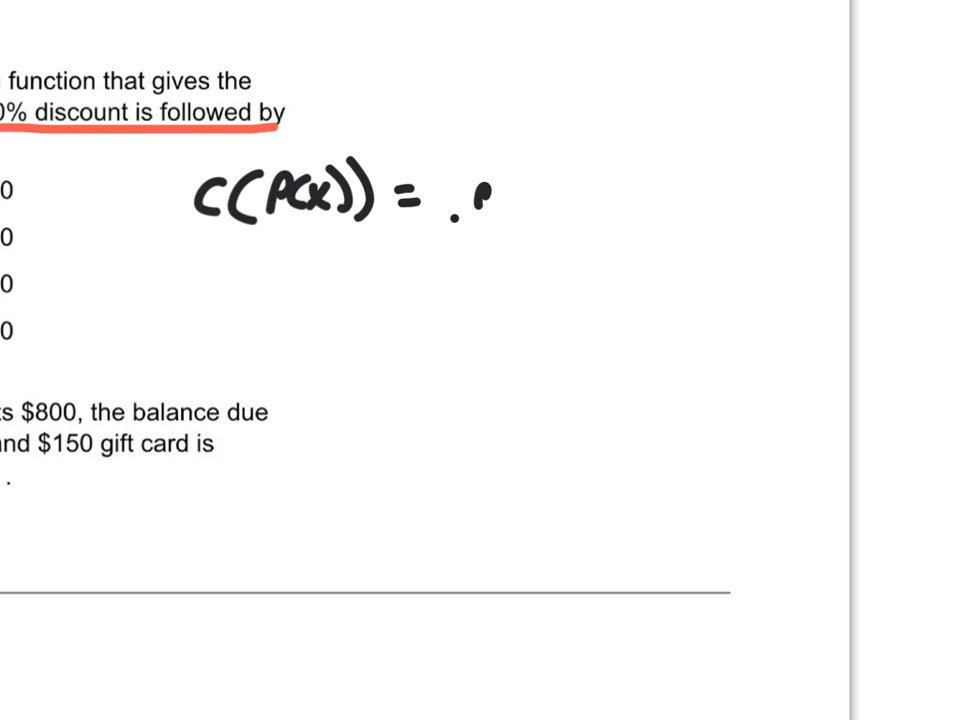 function that gives the
0% discount is followed by
C(P(x)) = .
0
0
0
0
s $800, the balance due
and $150 gift card is
.